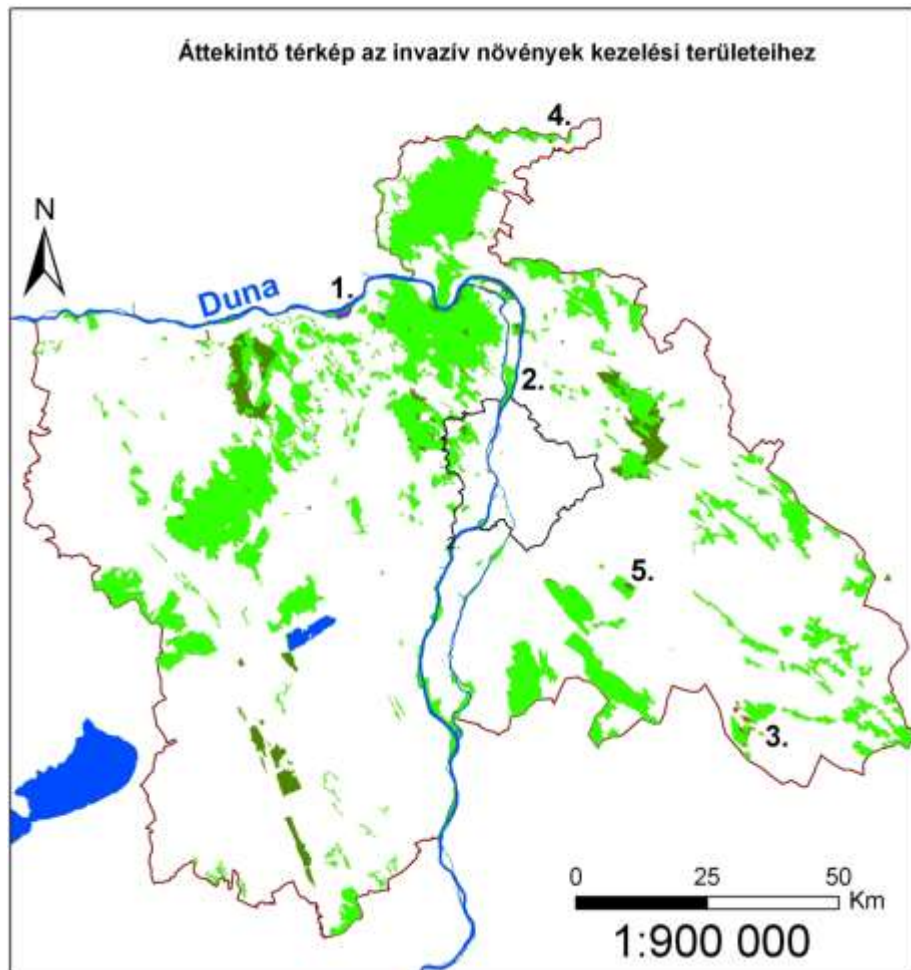 Áttekintő térkép az invazív növények kezelési területeihez
4.
N
1.
Duna
2.
2.
5.
3.
0 25 50
Km
1:900 000